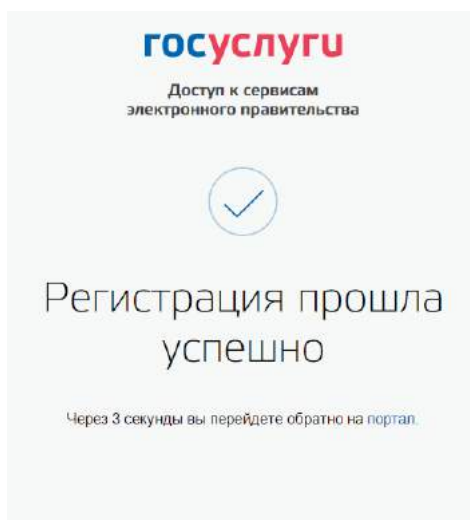 госуслуги
Доступ к сервисам
электронного правительства
Регистрация прошла
успешно
Через 3 секунды вы перейдете обратно на портал.